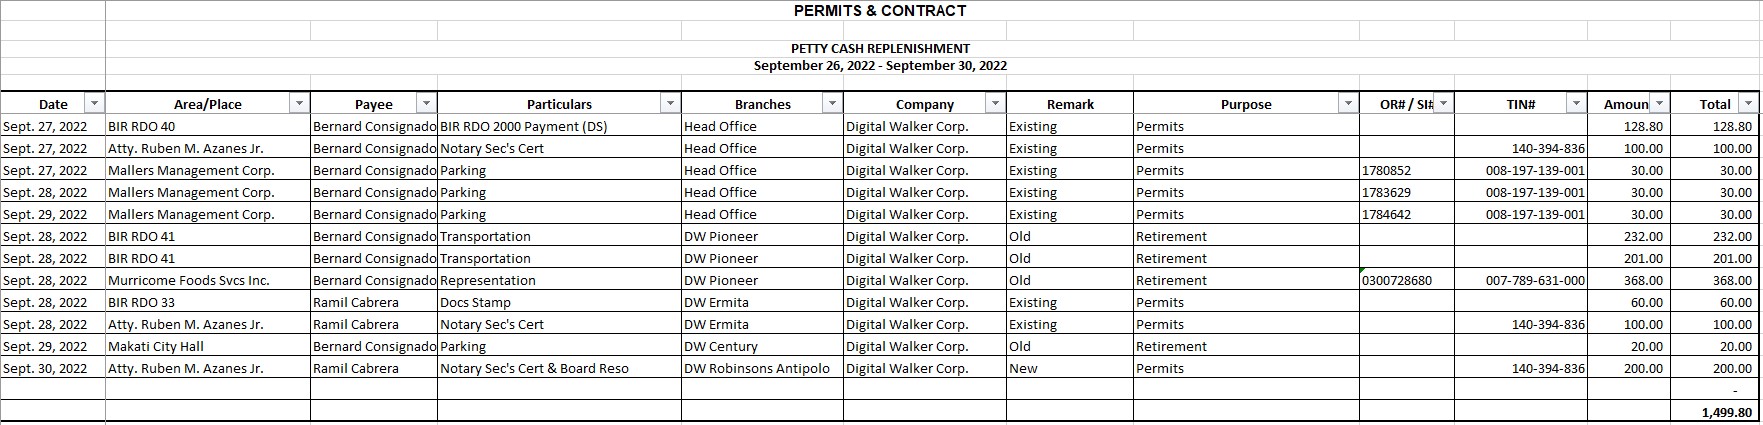 PERMITS & CONTRACT
PETTY CASH REPLENISHMENT
September 26, 2022 - September 30, 2022
Date Area/Place Payee Particulars Branches Company Remark Purpose OR# / SI# TIN# Amoun Total
Sept. 27, 2022 BIR RDO 40 Bernard Consignado BIR RDO 2000 Payment (DS) Head Office Digital Walker Corp. Existing Permits 128.80 128.80
Sept. 27, 2022 Atty. Ruben M. Azanes Jr. Bernard Consignado Notary Sec's Cert Head Office Digital Walker Corp. Existing Permits 140-394-836 100.00 100.00
Sept. 27, 2022 Mallers Management Corp. Bernard Consignado Parking Head Office Digital Walker Corp. Existing Permits 1780852 008-197-139-001 30.00 30.00
Sept. 28, 2022 Mallers Management Corp. Bernard Consignado Parking Head Office Digital Walker Corp. Existing Permits 1783629 008-197-139-001 30.00 30.00
Sept. 29, 2022 Mallers Management Corp. Bernard Consignado Parking Head Office Digital Walker Corp. Existing Permits 1784642 008-197-139-001 30.00 30.00
Sept. 28, 2022 BIR RDO 41 Bernard Consignado Transportation DW Pioneer Digital Walker Corp. Old Retirement 232.00 232.00
Sept. 28, 2022 BIR RDO 41 Bernard Consignado Transportation DW Pioneer Digital Walker Corp. Old Retirement 201.00 201.00
Sept. 28, 2022 Murricome Foods Svcs Inc. Bernard Consignado Representation DW Pioneer Digital Walker Corp. Old Retirement 0300728680 007-789-631-000 368.00 368.00
Sept. 28, 2022 BIR RDO 33 Ramil Cabrera Docs Stamp DW Ermita Digital Walker Corp. Existing Permits 60.00 60.00
Sept. 28, 2022 Atty. Ruben M. Azanes Jr. Ramil Cabrera Notary Sec's Cert DW Ermita Digital Walker Corp. Existing Permits 140-394-836 100.00 100.00
Sept. 29, 2022 Makati City Hall Bernard Consignado Parking DW Century Digital Walker Corp. Old Retirement 20.00 20.00
Sept. 30, 2022 Atty. Ruben M. Azanes Jr. Ramil Cabrera Notary Sec's Cert & Board Reso DW Robinsons Antipolo Digital Walker Corp. New Permits 140-394-836 200.00 200.00
-
1,499.80